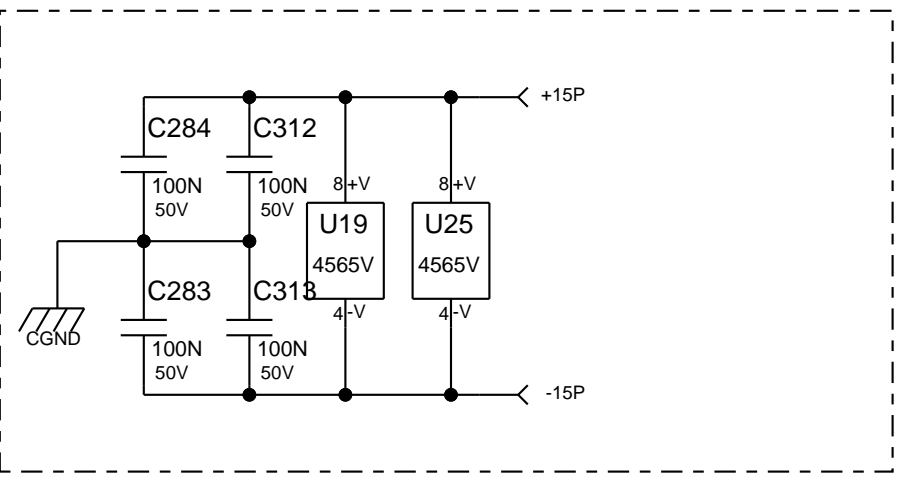 +15P
C284
C312
100N
50V
100N
50V
8
+V
8
+V
U19
4565V
U25
4565V
C283
C313
100N
50V
100N
50V
4
-V
4
-V
CGND
-15P